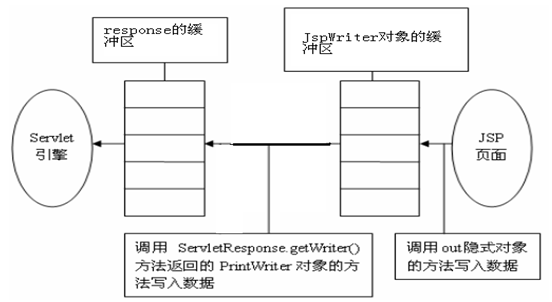 response的缓
冲区
JspWriter对象的缓
冲区
Servlet
引擎
JSP
页面
调用 ServletResponse.getWriter()
方法返回的 PrintWriter 对象的方
法写入数据
调用out隐式对象
的方法写入数据